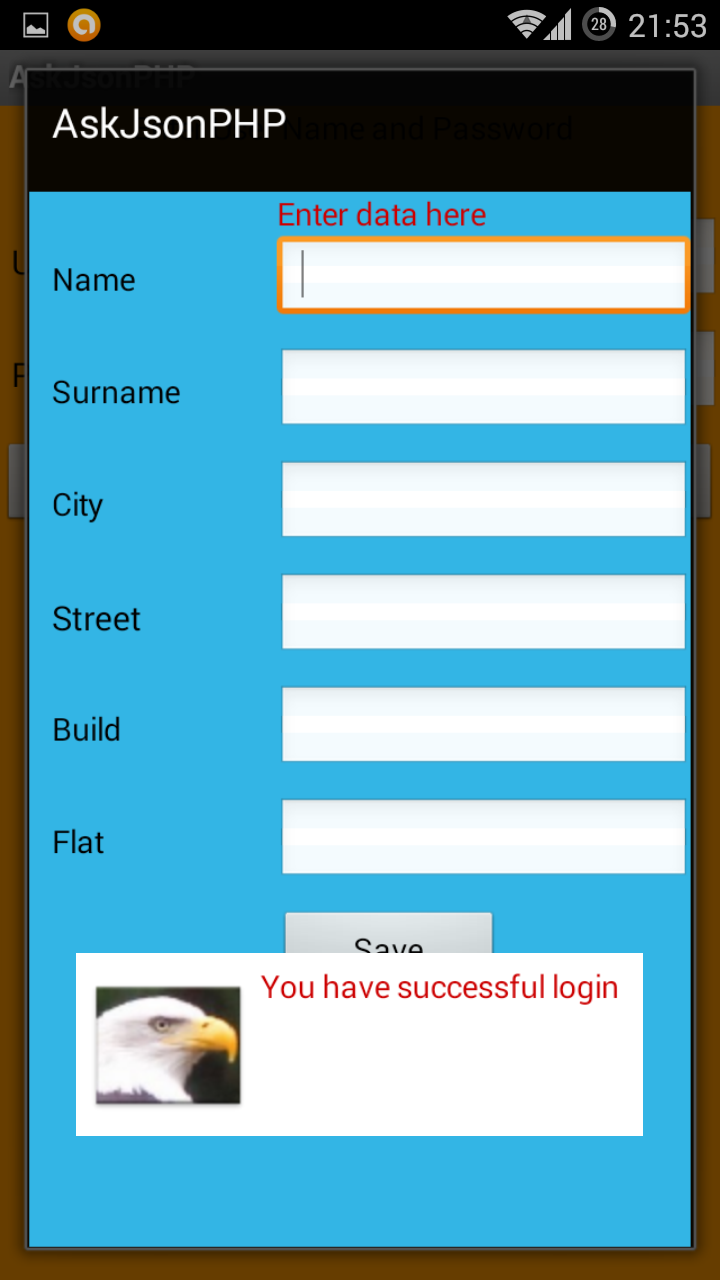 28 21:53
AskJsonPHP
AskJsonPHP
Name and Password
Enter data here
Name
Surname
City
Street
Build
Flat
Save
You have successful login